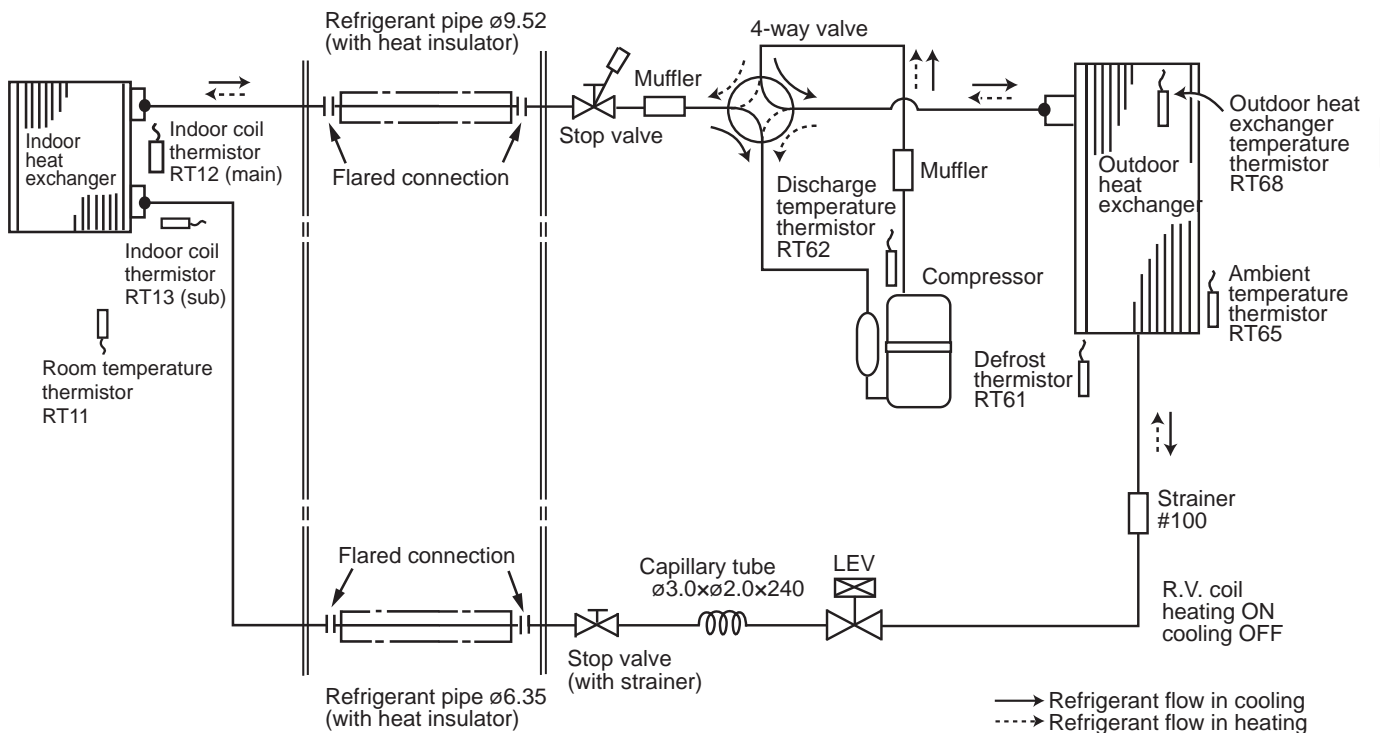 Refrigerant pipe ø9.52
(with heat insulator)
4-way valve
Muffler
Stop valve
Indoor
heat
exchanger
Indoor coil
thermistor
RT12 (main)
Flared connection
Outdoor heat
exchanger
temperature
thermistor
RT68
Outdoor
heat
exchanger
Muffler
Discharge
temperature
thermistor
RT62
Indoor coil
thermistor
RT13 (sub)
Compressor
Ambient
temperature
thermistor
RT65
Room temperature
thermistor
RT11
Defrost
thermistor
RT61
Strainer
#100
Flared connection
Capillary tube
ø3.0×ø2.0×240
LEV
R.V. coil
heating ON
cooling OFF
Stop valve
(with strainer)
Refrigerant pipe ø6.35
(with heat insulator)
Refrigerant flow in cooling
Refrigerant flow in heating